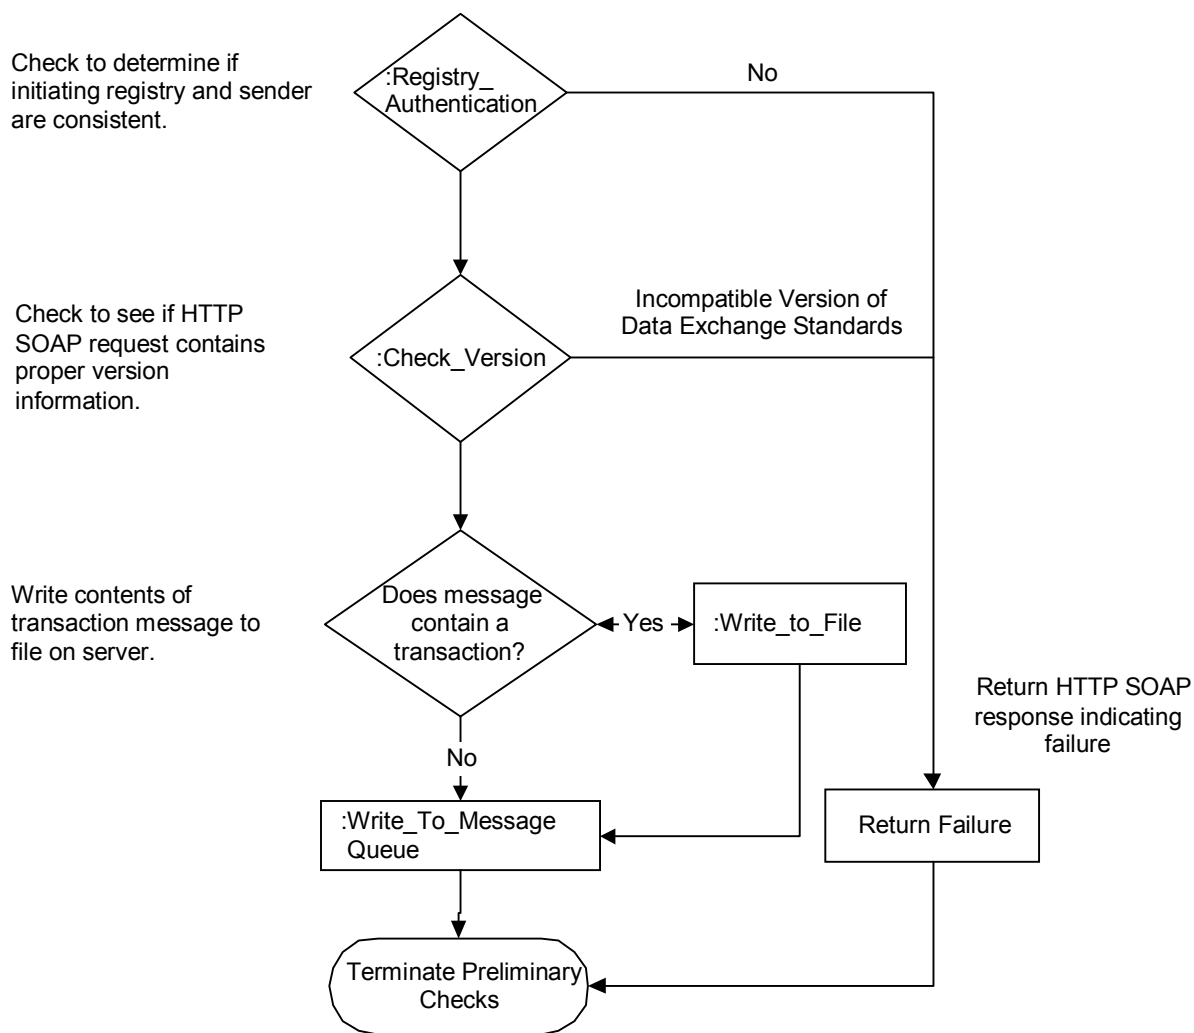 Check to determine if
initiating registry and sender
are consistent.
:Registry_
Authentication
No
Check to see if HTTP
SOAP request contains
proper version
information.
:Check_Version
Incompatible Version of
Data Exchange Standards
Write contents of
transaction message to
file on server.
Does message
contain a
transaction?
Yes
:Write_to_File
Return HTTP SOAP
response indicating
failure
No
:Write_To_Message
Queue
Return Failure
Terminate Preliminary
Checks